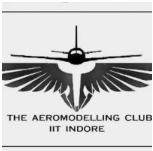 THE AEROMODELLING CLUB
IIT INDORE